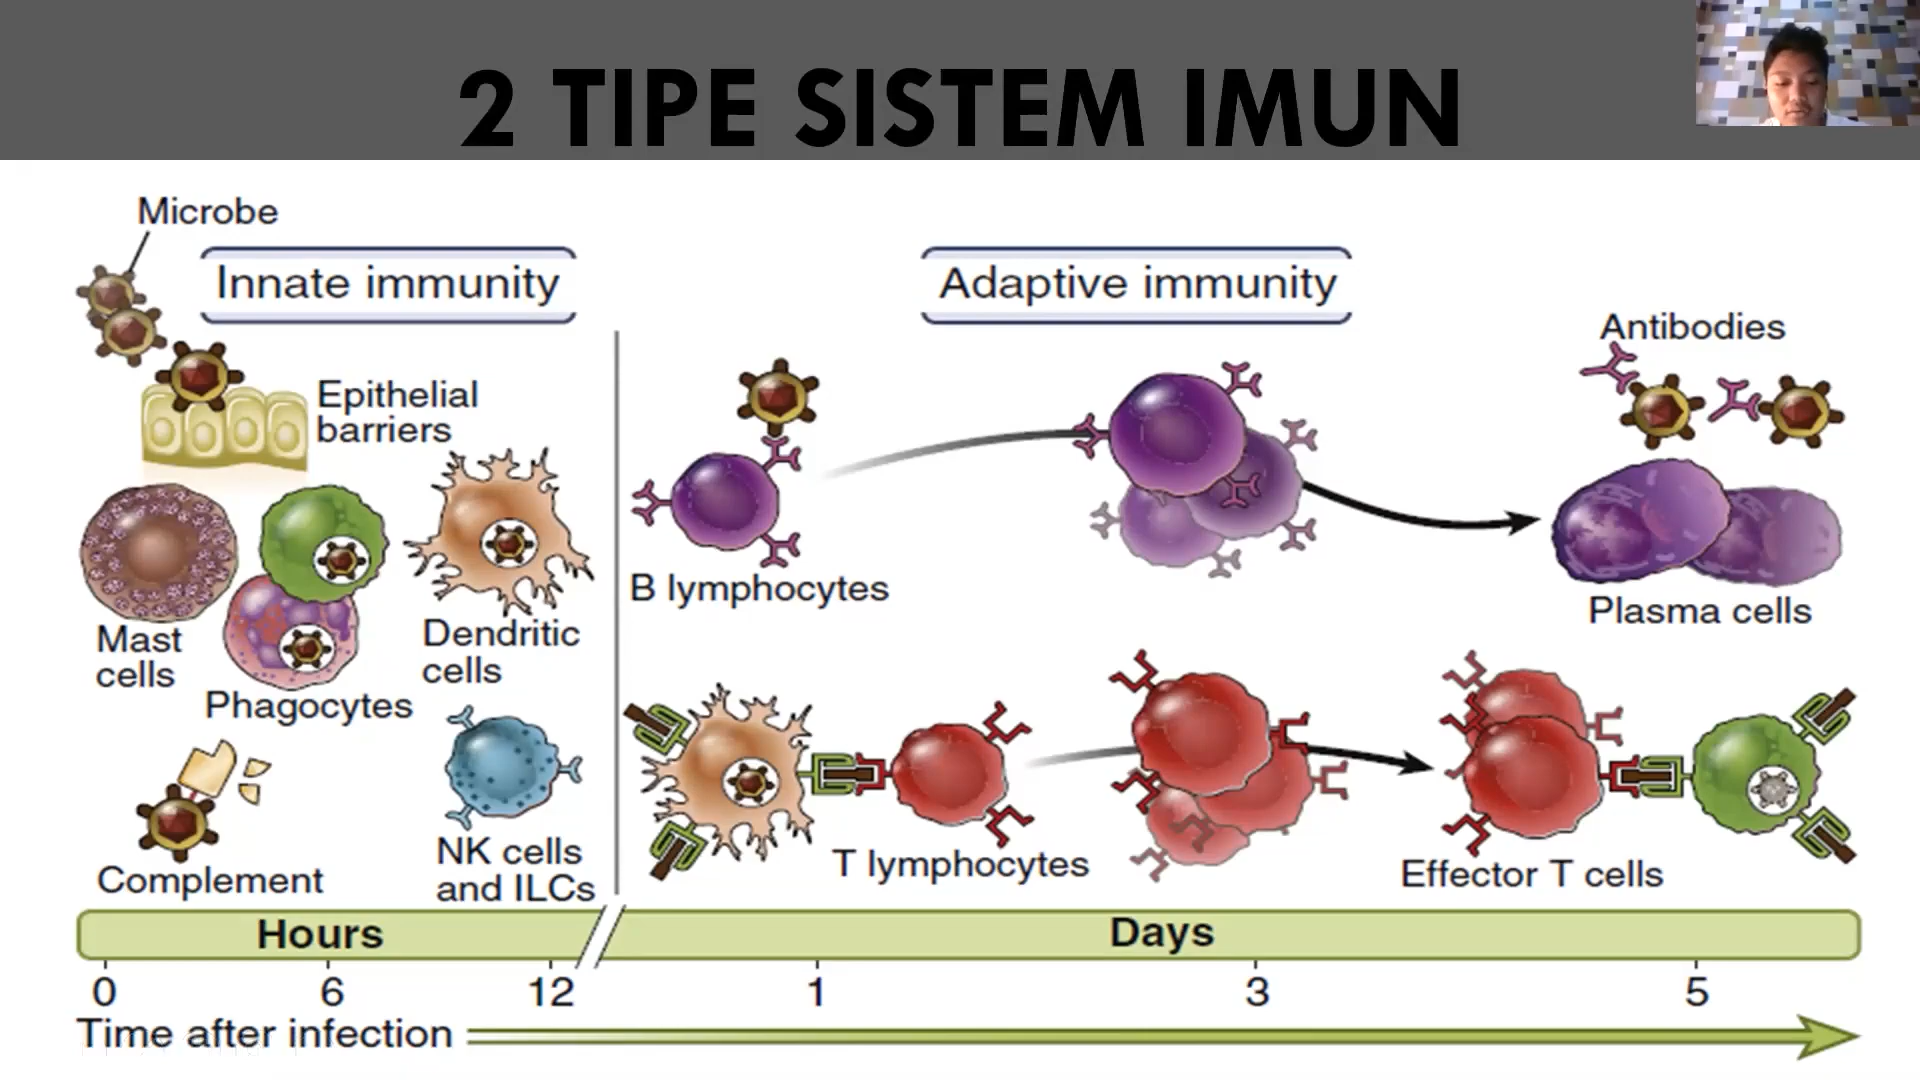 2 TIPE SISTEM IMUN
Microbe
Innate immunity
Adaptive immunity
Antibodies
Epithelial
barriers
B lymphocytes
Plasma cells
Mast
cells
Dendritic
cells
Phagocytes
T lymphocytes
Effector T cells
Complement
NK cells
and ILCs
Hours
Days
0 6 12 1 3 5
Time after infection